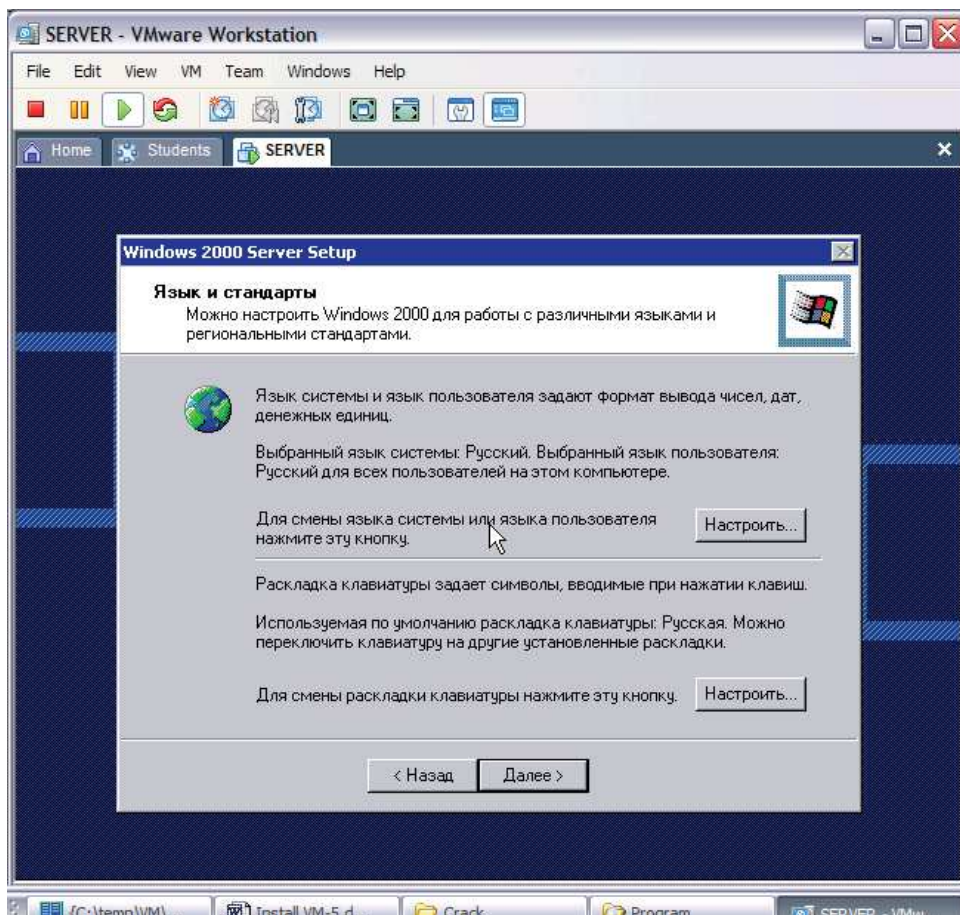 SERVER - VMware Workstation
File Edit View VM Team Windows Help
Home Students SERVER
Windows 2000 Server Setup
Язык и стандарты
Можно настроить Windows 2000 для работы с различными языками и
региональными стандартами.
Язык системы и язык пользователя задают формат вывода чисел, дат,
денежных единиц.
Выбранный язык системы: Русский. Выбранный язык пользователя:
Русский для всех пользователей на этом компьютере.
Для смены языка системы или языка пользователя
нажмите эту кнопку.
Настроить...
Раскладка клавиатуры задает символы, вводимые при нажатии клавиш.
Используемая по умолчанию раскладка клавиатуры: Русская. Можно
переключить клавиатуру на другие установленные раскладки.
Для смены раскладки клавиатуры нажмите эту кнопку.
Настроить...
< Назад Далее >
{C:\temp\VM\ Install VM-5.d... Crack Program SERVER - VMw